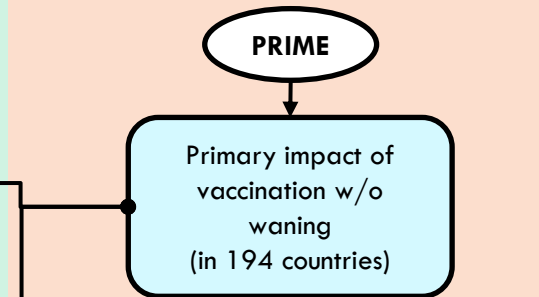 PRIME
Primary impact of
vaccination w/o
waning
(in 194 countries)